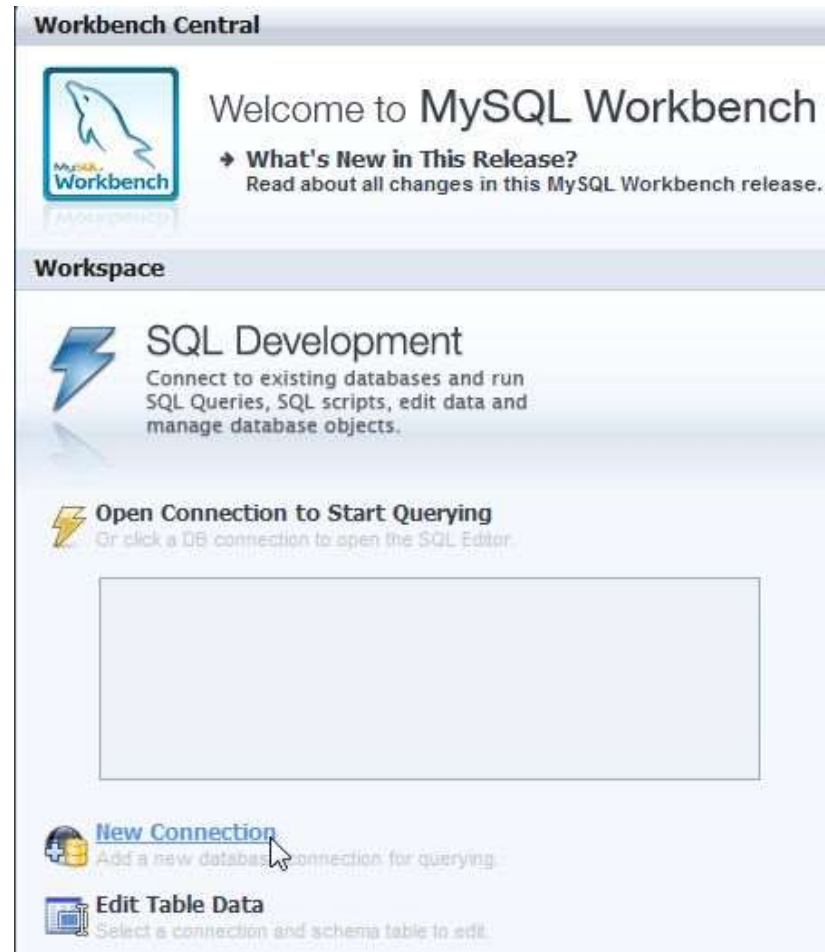 Workbench Central
MySQL
Workbench
Welcome to MySQL Workbench
What's New in This Release?
Read about all changes in this MySQL Workbench release.
Workspace
SQL Development
Connect to existing databases and run
SQL Queries, SQL scripts, edit data and
manage database objects.
Open Connection to Start Querying
Or click a DB connection to open the SQL Editor.
New Connection
Add a new database connection for querying.
Edit Table Data
Select a connection and schema table to edit.